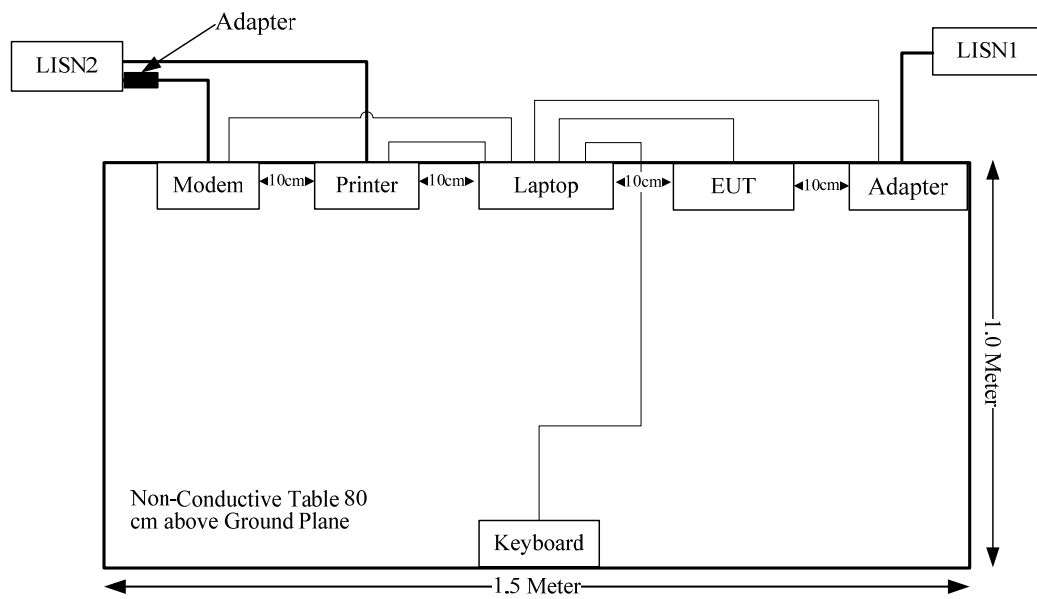 Adapter
LISN2
LISN1
Modem
10cm
Printer
10cm
Laptop
10cm
EUT
10cm
Adapter
1.0 Meter
Non-Conductive Table 80
cm above Ground Plane
Keyboard
1.5 Meter